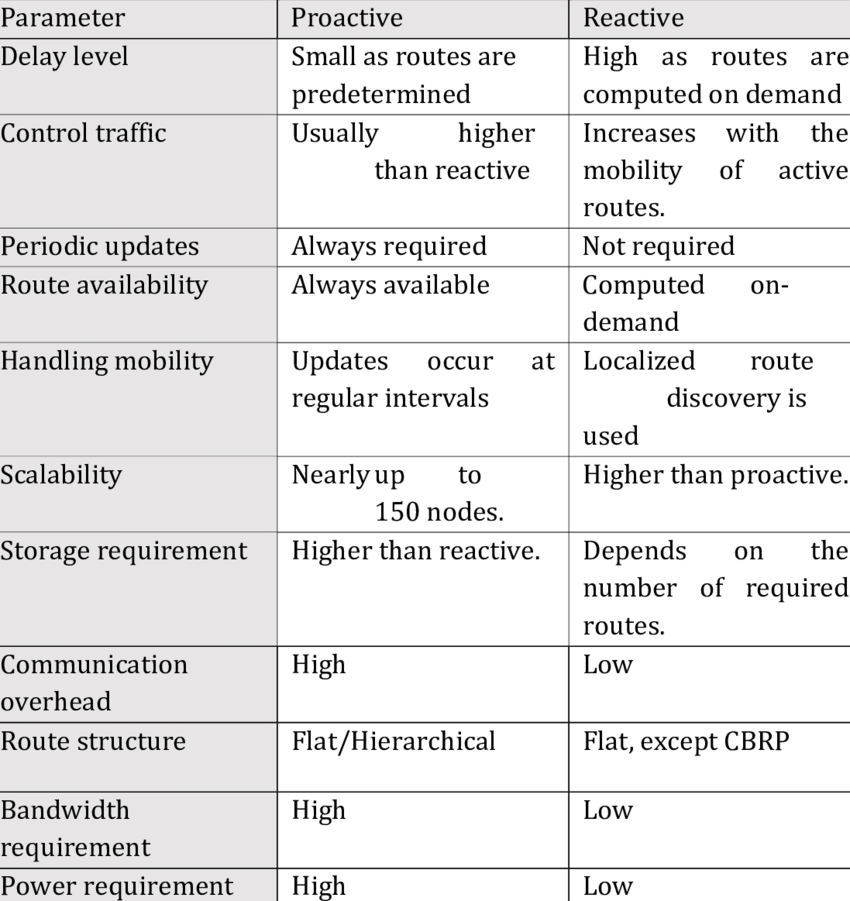 Parameter Proactive Reactive
Delay level Small as routes are High as routes are
predetermined computed on demand
Control traffic Usually higher Increases with the
than reactive mobility of active
routes.
Periodic updates Always required Not required
Route availability Always available Computed on-
demand
Handling mobility Updates occur at Localized route
regular intervals discovery is
used
Scalability Nearly up to Higher than proactive.
150 nodes.
Storage requirement Higher than reactive. Depends on the
number of required
routes.
Communication High Low
overhead
Route structure Flat/Hierarchical Flat, except CBRP
Bandwidth High Low
requirement
Power requirement High Low